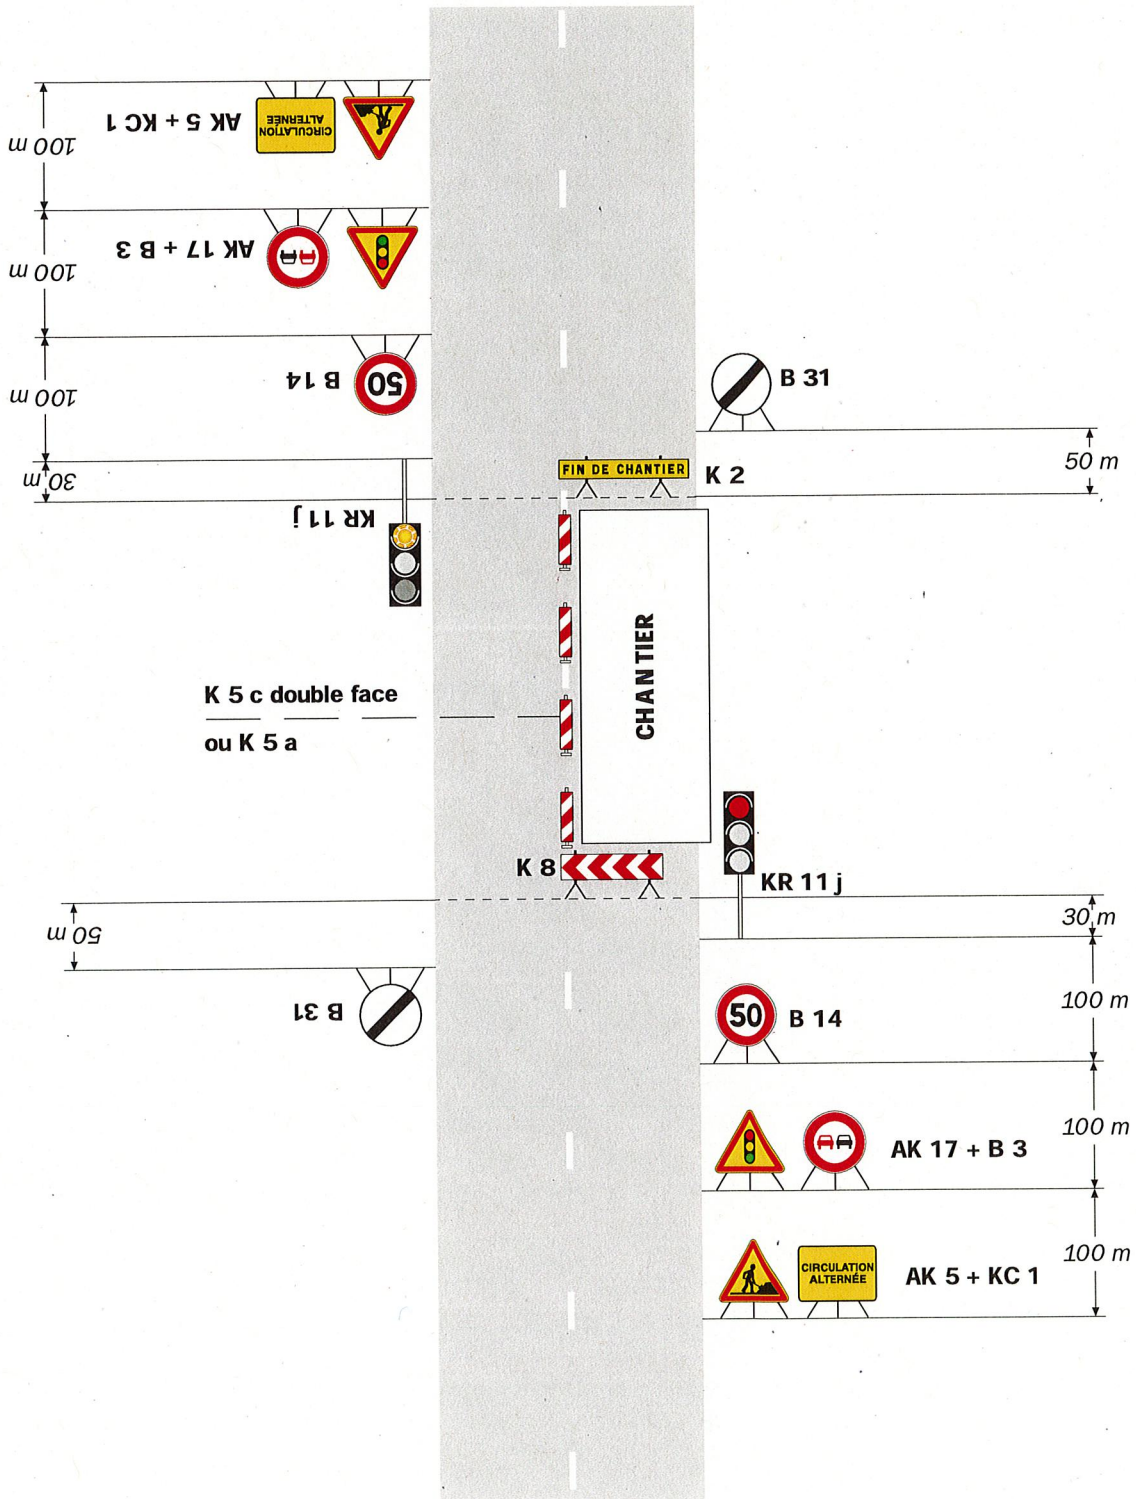 100 m
AK 5 + KC 1
CIRCULATION
ALTERNÉE
100 m
AK 17 + B 3
100 m
B 14
50
B 31
30 m
FIN DE CHANTIER
K 2
50 m
KR 11 j
CHANTIER
K 5 c double face
ou K 5 a
K 8
KR 11 j
30 m
50 m
B 31
50
B 14
100 m
AK 17 + B 3
100 m
CIRCULATION
ALTERNÉE
AK 5 + KC 1
100 m